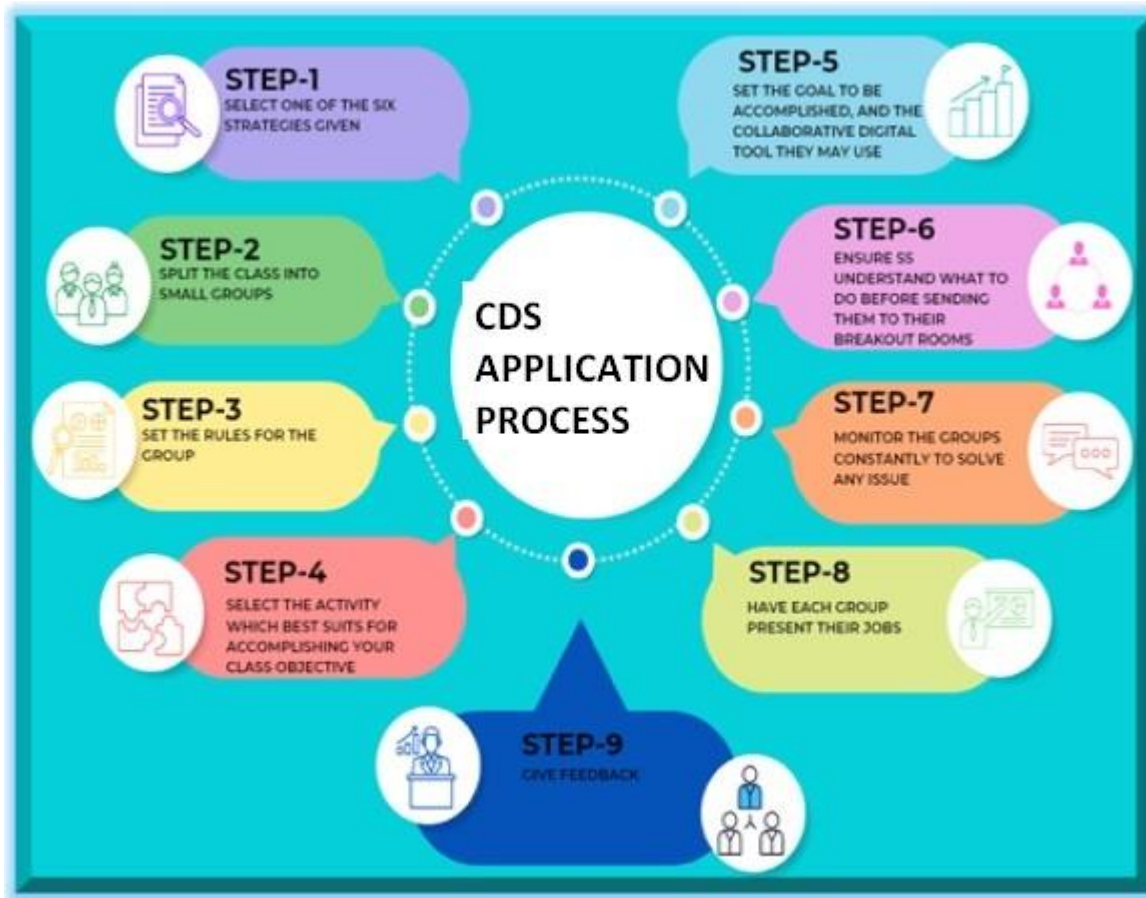 CDS
APPLICATION
PROCESS
STEP-1
SELECT ONE OF THE SIX
STRATEGIES GIVEN
STEP-2
SPLIT THE CLASS INTO
SMALL GROUPS
STEP-3
SET THE RULES FOR THE
GROUP
STEP-4
SELECT THE ACTIVITY
WHICH BEST SUITS FOR
ACCOMPLISHING YOUR
CLASS OBJECTIVE
STEP-5
SET THE GOAL TO BE
ACCOMPLISHED, AND THE
COLLABORATIVE DIGITAL
TOOL THEY MAY USE
STEP-6
ENSURE SS
UNDERSTAND WHAT TO
DO BEFORE SENDING
THEM TO THEIR
BREAKOUT ROOMS
STEP-7
MONITOR THE GROUPS
CONSTANTLY TO SOLVE
ANY ISSUE
STEP-8
HAVE EACH GROUP
PRESENT THEIR JOBS
STEP-9
GIVE FEEDBACK